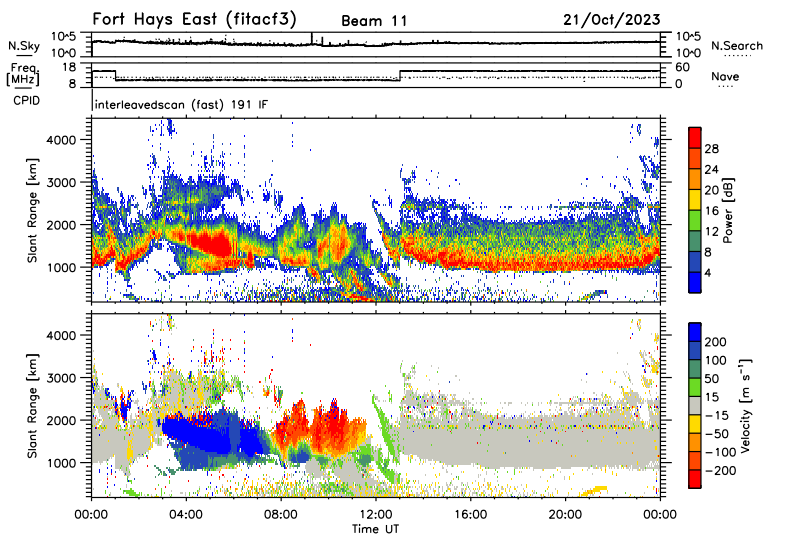 Fort Hays East (fitacf3) Beam 11 21/Oct/2023
N.Sky 10^5 10^0 10^5 10^0 N.Search
Freq. [MHz] 18 8 60 0 Nave
CPID interleavedscan (fast) 191 IF
Slant Range [km]
4000
3000
2000
1000
28
24
20
16
12
8
4
Power [dB]
Slant Range [km]
4000
3000
2000
1000
200
100
50
15
−15
−50
−100
−200
Velocity [m s⁻¹]
00:00 04:00 08:00 12:00 16:00 20:00 00:00
Time UT